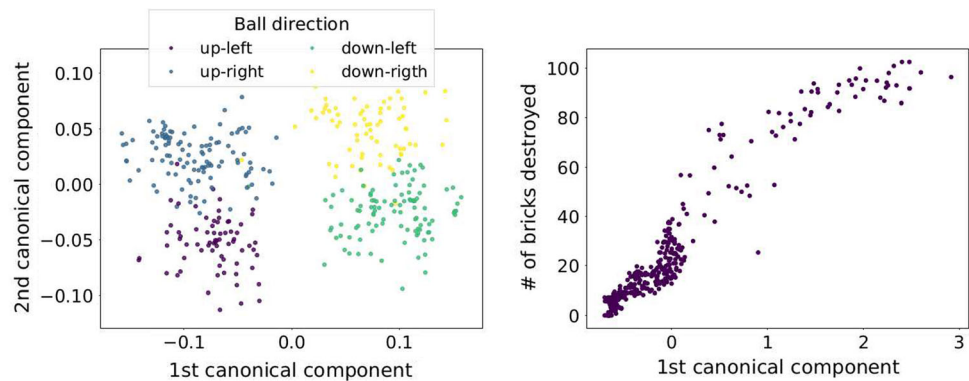 Ball direction
up-left
down-left
up-right
down-rigth
2nd canonical component
0.10
0.05
0.00
−0.05
−0.10
−0.1
0.0
0.1
1st canonical component
# of bricks destroyed
100
80
60
40
20
0
0
1
2
3
1st canonical component